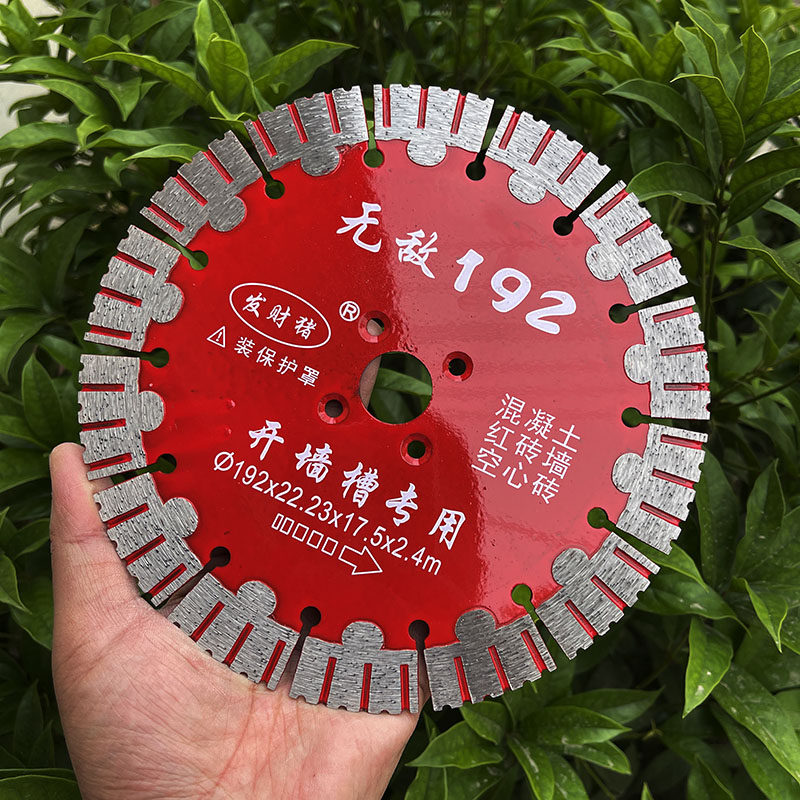 无敌192
发财猪®
⚠装保护罩
混凝土
红砖墙
空心砖
开墙槽专用
Φ192x22.23x17.5x2.4m